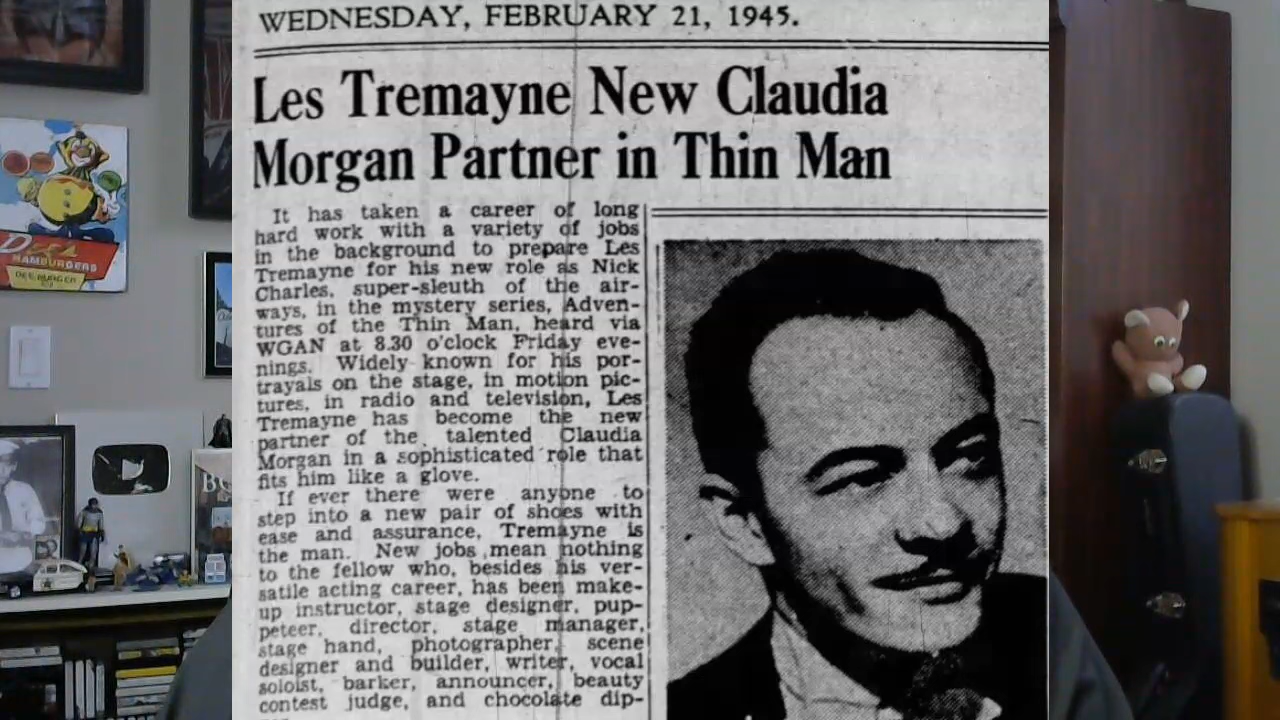 WEDNESDAY, FEBRUARY 21, 1945.
Les Tremayne New Claudia
Morgan Partner in Thin Man
It has taken a career of long
hard work with a variety of jobs
in the background to prepare Les
Tremayne for his new role as Nick
Charles, super-sleuth of the air-
ways, in the mystery series, Adven-
tures of the Thin Man, heard via
WGAN at 8.30 o'clock Friday eve-
nings. Widely known for his por-
trayals on the stage, in motion pic-
tures, in radio and television, Les
Tremayne has become the new
partner of the talented Claudia
Morgan in a sophisticated role that
fits him like a glove.
If ever there were anyone to
step into a new pair of shoes with
ease and assurance, Tremayne is
the man. New jobs mean nothing
to the fellow who, besides his ver-
satile acting career, has been make-
up instructor, stage designer, pup-
peteer, director, stage manager,
stage hand, photographer, scene
designer and builder, writer, vocal
soloist, barker, announcer, beauty
contest judge, and chocolate dip-
HAMBURGERS